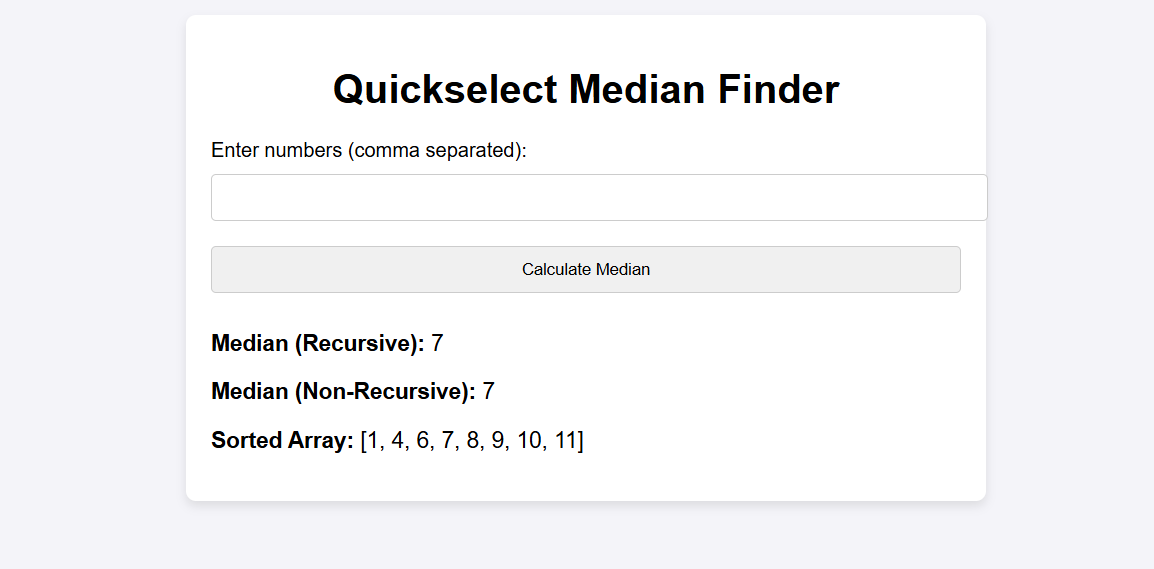 Quickselect Median Finder
Enter numbers (comma separated):
Calculate Median
Median (Recursive): 7
Median (Non-Recursive): 7
Sorted Array: [1, 4, 6, 7, 8, 9, 10, 11]